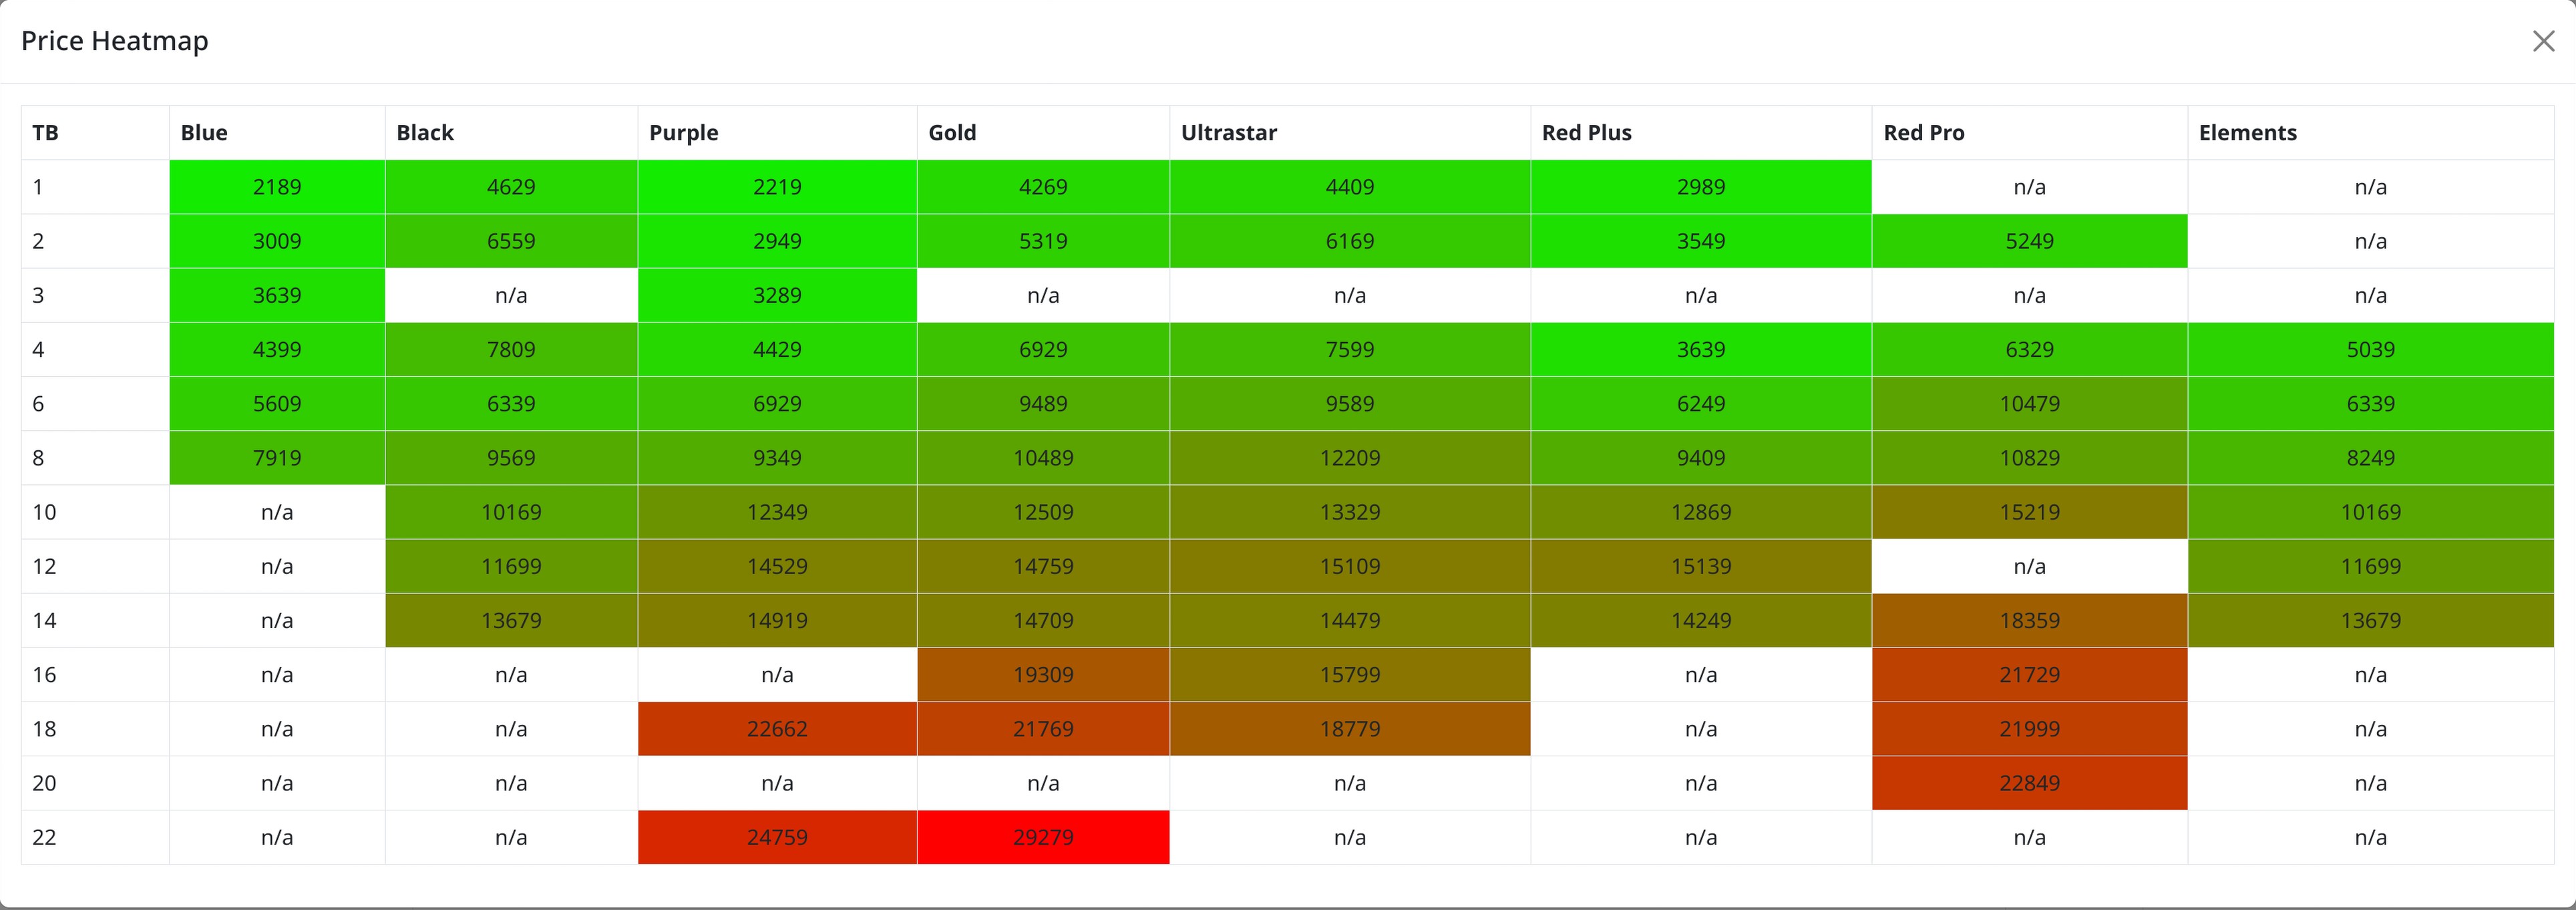 Price Heatmap
TB Blue Black Purple Gold Ultrastar Red Plus Red Pro Elements
1 2189 4629 2219 4269 4409 2989 n/a n/a
2 3009 6559 2949 5319 6169 3549 5249 n/a
3 3639 n/a 3289 n/a n/a n/a n/a n/a
4 4399 7809 4429 6929 7599 3639 6329 5039
6 5609 6339 6929 9489 9589 6249 10479 6339
8 7919 9569 9349 10489 12209 9409 10829 8249
10 n/a 10169 12349 12509 13329 12869 15219 10169
12 n/a 11699 14529 14759 15109 15139 n/a 11699
14 n/a 13679 14919 14709 14479 14249 18359 13679
16 n/a n/a n/a 19309 15799 n/a 21729 n/a
18 n/a n/a 22662 21769 18779 n/a 21999 n/a
20 n/a n/a n/a n/a n/a n/a 22849 n/a
22 n/a n/a 24759 29279 n/a n/a n/a n/a